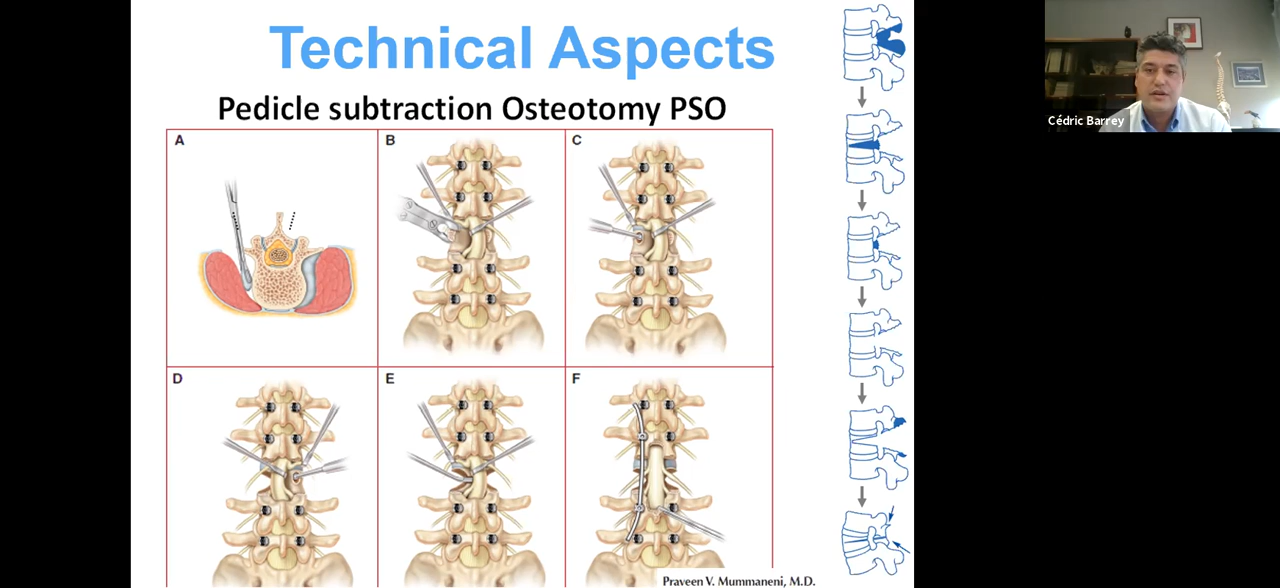 Technical Aspects
Pedicle subtraction Osteotomy PSO
A
B
C
D
E
F
Praveen V. Mummaneni, M.D.
Cédric Barrey